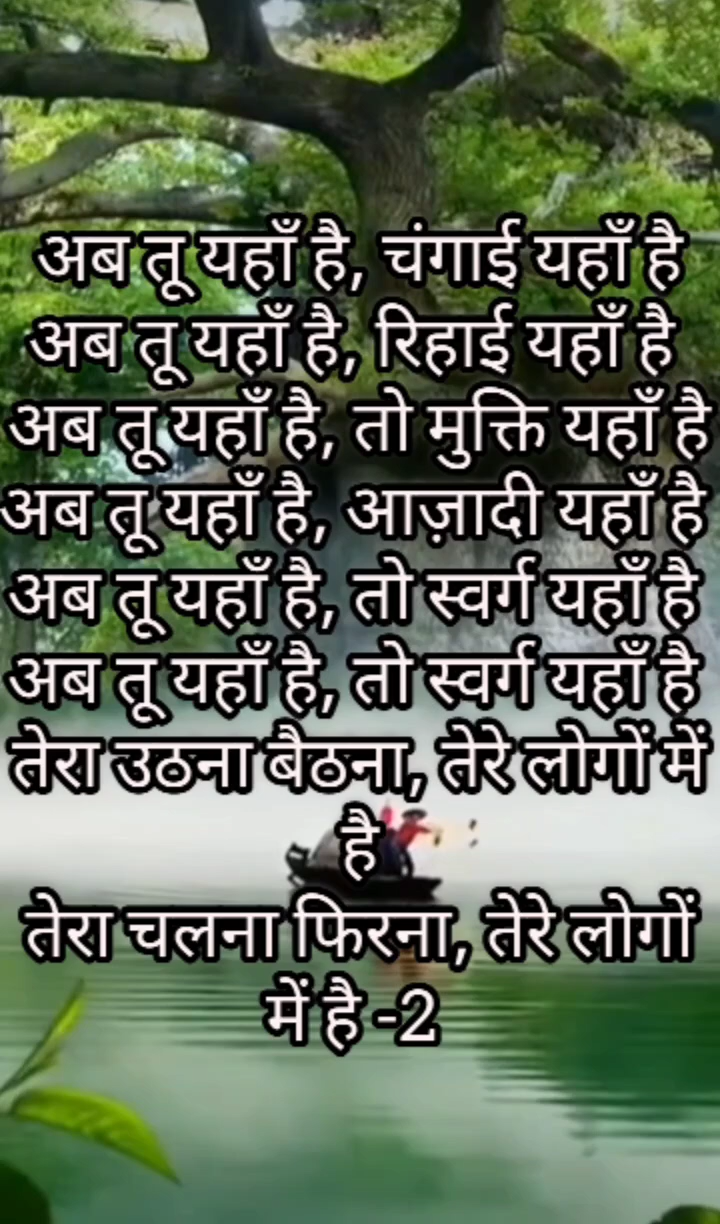 अब तू यहाँ है, चंगाई यहाँ है
अब तू यहाँ है, रिहाई यहाँ है
अब तू यहाँ है, तो मुक्ति यहाँ है
अब तू यहाँ है, आज़ादी यहाँ है
अब तू यहाँ है, तो स्वर्ग यहाँ है
अब तू यहाँ है, तो स्वर्ग यहाँ है
तेरा उठना बैठना, तेरे लोगों में
है
तेरा चलना फिरना, तेरे लोगों
में है -2